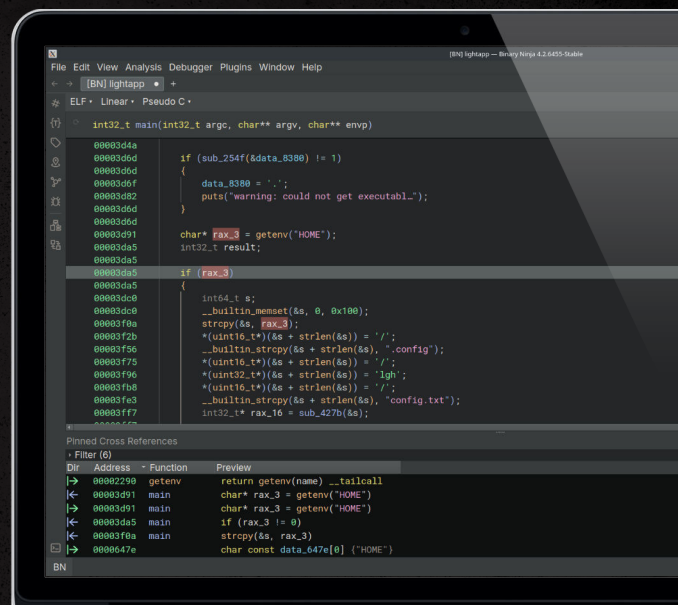 [BN] lightapp — Binary Ninja 4.2.6455-Stable
File Edit View Analysis Debugger Plugins Window Help
← → [BN] lightapp • +
ELF▾ Linear▾ Pseudo C▾
int32_t main(int32_t argc, char** argv, char** envp)
00003d4a
00003d6d if (sub_254f(&data_8380) != 1)
00003d6d {
00003d6f data_8380 = '.';
00003d82 puts("warning: could not get executabl…");
00003d6d }
00003d6d
00003d91 char* rax_3 = getenv("HOME");
00003da5 int32_t result;
00003da5
00003da5 if (rax_3)
00003da5 {
00003dc0 int64_t s;
00003dc0 __builtin_memset(&s, 0, 0x100);
00003f0a strcpy(&s, rax_3);
00003f2b *(uint16_t*)(&s + strlen(&s)) = '/';
00003f56 __builtin_strcpy(&s + strlen(&s), ".config");
00003f75 *(uint16_t*)(&s + strlen(&s)) = '/';
00003f96 *(uint32_t*)(&s + strlen(&s)) = 'lgh';
00003fb8 *(uint16_t*)(&s + strlen(&s)) = '/';
00003fe3 __builtin_strcpy(&s + strlen(&s), "config.txt");
00003ff7 int32_t* rax_16 = sub_427b(&s);
Pinned Cross References
Filter (6)
Dir Address Function Preview
|→ 00002290 getenv return getenv(name) __tailcall
|← 00003d91 main char* rax_3 = getenv("HOME")
|→ 00003d91 main char* rax_3 = getenv("HOME")
|← 00003da5 main if (rax_3 != 0)
|← 00003f0a main strcpy(&s, rax_3)
|→ 0000647e char const data_647e[0] {"HOME"}
BN